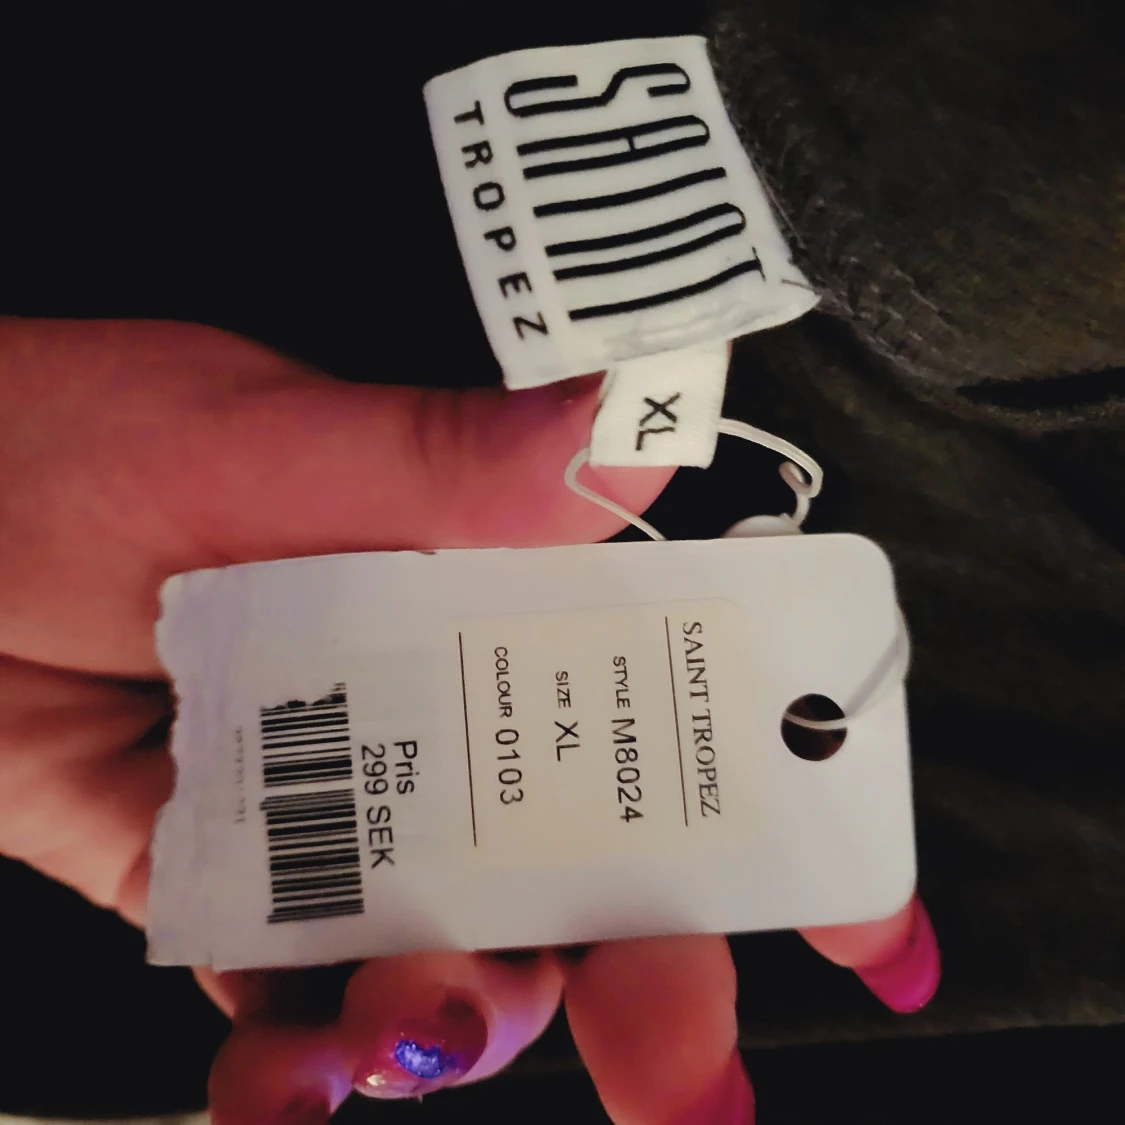 SAINT
TROPEZ
XL
SAINT TROPEZ
STYLE M8024
SIZE XL
COLOUR 0103
Pris
299 SEK